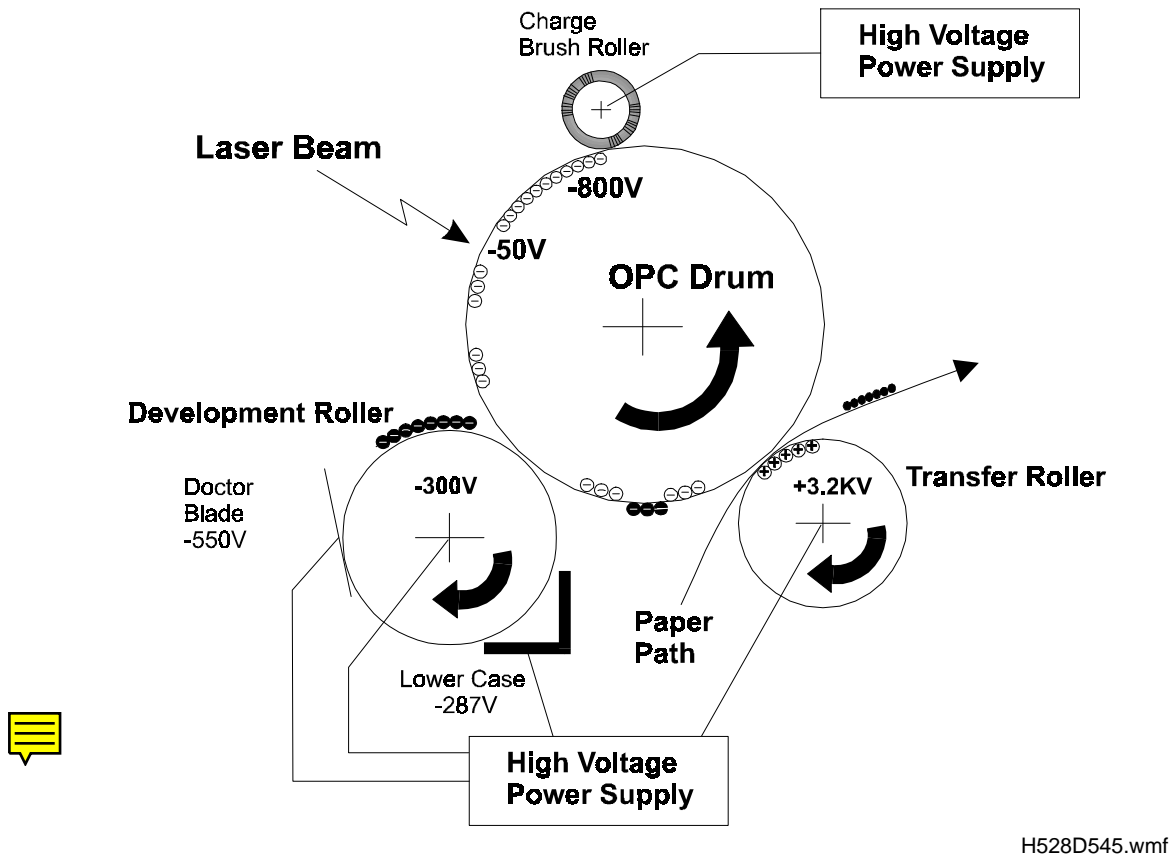 Charge
Brush Roller
High Voltage
Power Supply
Laser Beam
-800V
-50V
OPC Drum
Development Roller
Doctor
Blade
-550V
-300V
+3.2KV
Transfer Roller
Paper
Path
Lower Case
-287V
High Voltage
Power Supply
H528D545.wmf